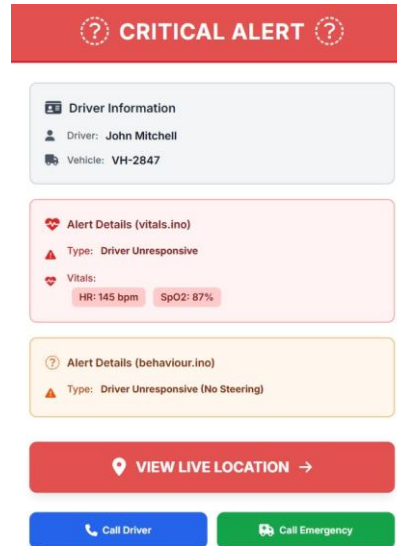 CRITICAL ALERT
Driver Information
Driver: John Mitchell
Vehicle: VH-2847
Alert Details (vitals.ino)
Type: Driver Unresponsive
Vitals:
HR: 145 bpm SpO2: 87%
Alert Details (behaviour.ino)
Type: Driver Unresponsive (No Steering)
VIEW LIVE LOCATION →
Call Driver
Call Emergency